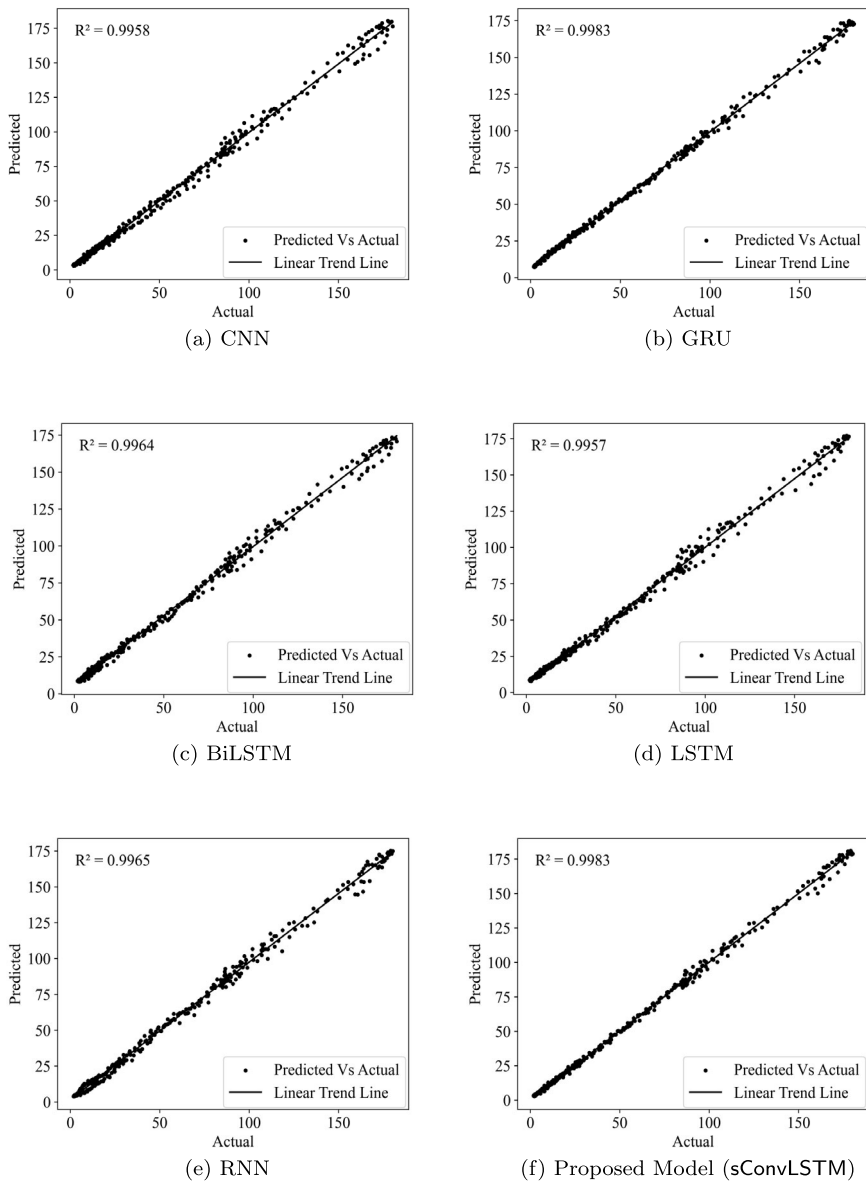 R² = 0.9958
175
150
125
100
75
50
25
0
Predicted
Predicted Vs Actual
Linear Trend Line
0 50 100 150
Actual
(a) CNN
R² = 0.9983
175
150
125
100
75
50
25
0
Predicted
Predicted Vs Actual
Linear Trend Line
0 50 100 150
Actual
(b) GRU
R² = 0.9964
175
150
125
100
75
50
25
0
Predicted
Predicted Vs Actual
Linear Trend Line
0 50 100 150
Actual
(c) BiLSTM
R² = 0.9957
175
150
125
100
75
50
25
0
Predicted
Predicted Vs Actual
Linear Trend Line
0 50 100 150
Actual
(d) LSTM
R² = 0.9965
175
150
125
100
75
50
25
0
Predicted
Predicted Vs Actual
Linear Trend Line
0 50 100 150
Actual
(e) RNN
R² = 0.9983
175
150
125
100
75
50
25
0
Predicted
Predicted Vs Actual
Linear Trend Line
0 50 100 150
Actual
(f) Proposed Model (sConvLSTM)